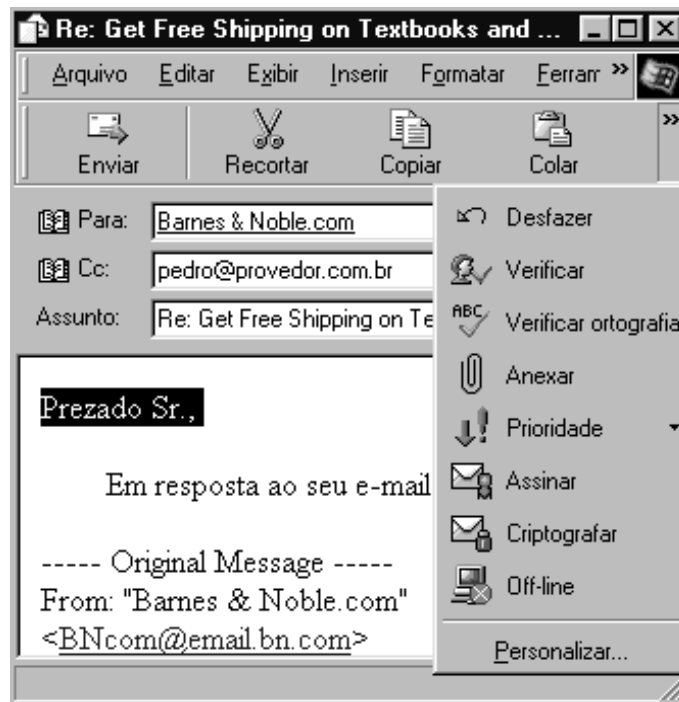 Re: Get Free Shipping on Textbooks and ...
Arquivo Editar Exibir Inserir Formatar Ferram »
Enviar Recortar Copiar Colar »
Para: Barnes & Noble.com
Cc: pedro@provedor.com.br
Assunto: Re: Get Free Shipping on Te
Desfazer
Verificar
ABC Verificar ortografia
Anexar
Prioridade
Assinar
Criptografar
Off-line
Personalizar...
Prezado Sr.,
Em resposta ao seu e-mail
----- Original Message -----
From: "Barnes & Noble.com"
<BNcom@email.bn.com>